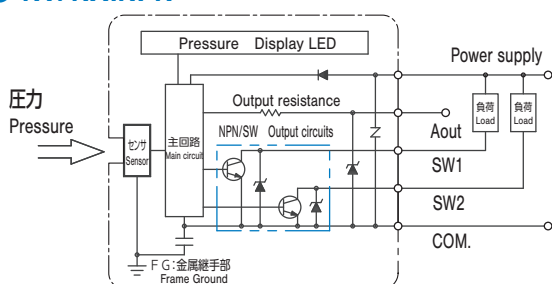 Pressure Display LED
Power supply
圧力
Pressure
Output resistance
負荷
Load
負荷
Load
センサ
Sensor
主回路
Main circuit
NPN/SW Output circuits
Aout
SW1
SW2
COM.
FG:金属継手部
Frame Ground